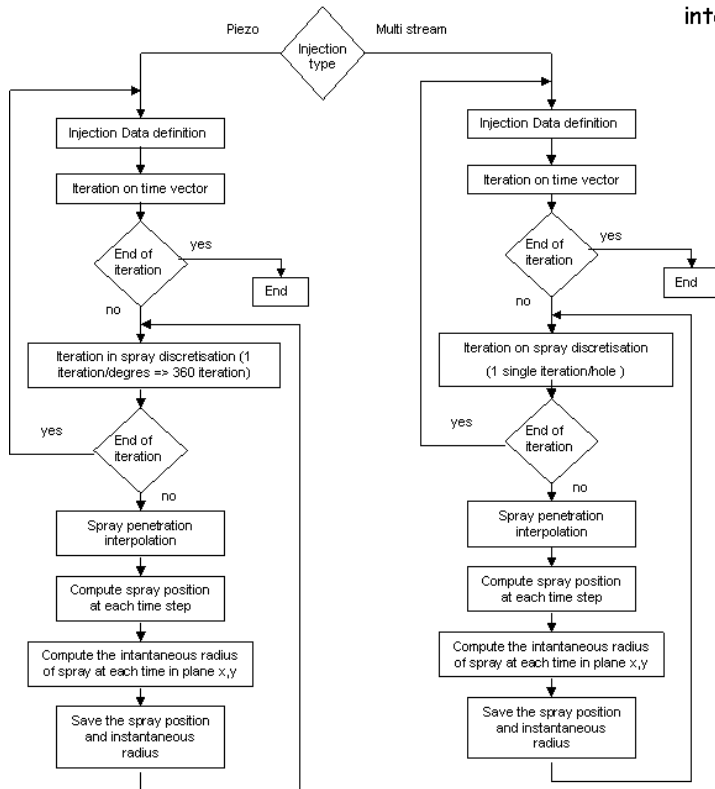 inte
Piezo
Multi stream
Injection
type
Injection Data definition
Iteration on time vector
End of
iteration
yes
End
no
Iteration in spray discretisation (1
iteration/degres => 360 iteration)
yes
End of
iteration
no
Spray penetration
interpolation
Compute spray position
at each time step
Compute the intantaneous radius
of spray at each time in plane x,y
Save the spray position
and instantaneous
radius
Injection Data definition
Iteration on time vector
End of
iteration
yes
End
no
Iteration on spray discretisation
(1 single iteration/hole )
yes
End of
iteration
no
Spray penetration
interpolation
Compute spray position
at each time step
Compute the intantaneous radius
of spray at each time in plane x,y
Save the spray position
and instantaneous
radius